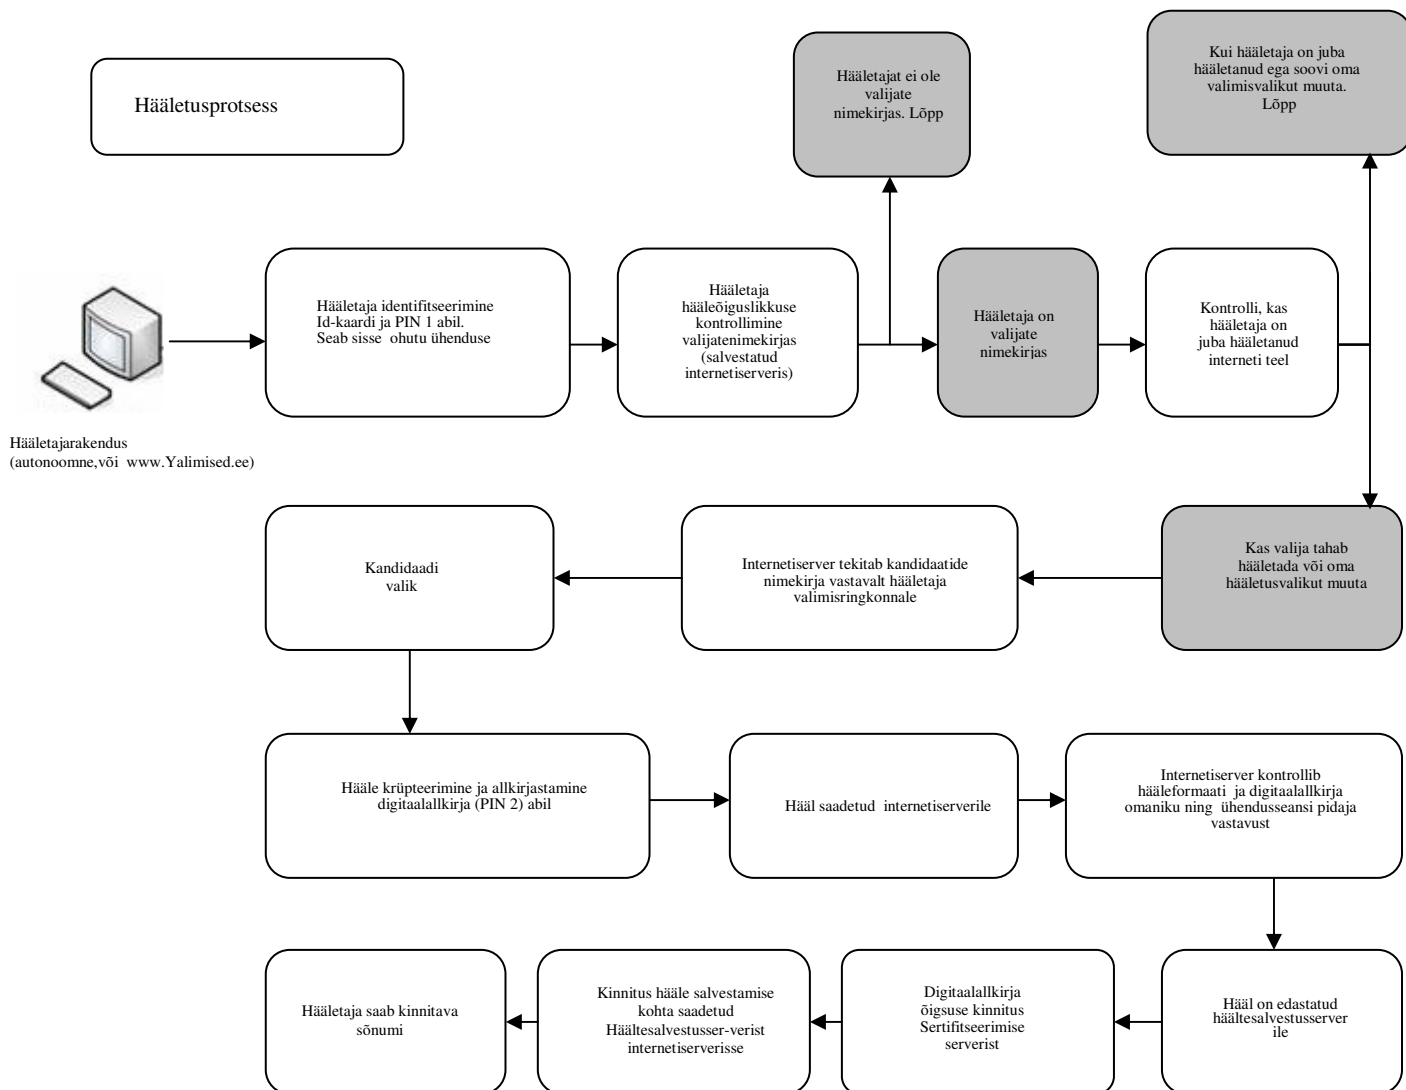 Hääletusprotsess
Hääletajat ei ole
valijate
nimekirjas. Lõpp
Kui hääletaja on juba
hääletanud ega soovi oma
valimisvalikut muuta.
Lõpp
Hääletaja identifitseerimine
Id-kaardi ja PIN 1 abil.
Seab sisse ohutu ühenduse
Hääletaja
hääleõiguslikkuse
kontrollimine
valijatenimekirjas
(salvestatud
internetiserveris)
Hääletaja on
valijate
nimekirjas
Kontrolli, kas
hääletaja on
juba hääletanud
interneti teel
Hääletajarakendus
(autonoomne,või www.Yalimised.ee)
Kandidaadi
valik
Internetiserver tekitab kandidaatide
nimekirja vastavalt hääletaja
valimisringkonnale
Kas valija tahab
hääletada või oma
hääletusvalikut muuta
Hääle krüpteerimine ja allkirjastamine
digitaalallkirja (PIN 2) abil
Hääl saadetud internetiserverile
Internetiserver kontrollib
hääleformaati ja digitaalallkirja
omaniku ning ühendusseansi pidaja
vastavust
Hääletaja saab kinnitava
sõnumi
Kinnitus hääle salvestamise
kohta saadetud
Häältesalvestusser-verist
internetiserverisse
Digitaalallkirja
õigsuse kinnitus
Sertifitseerimise
serverist
Hääl on edastatud
häältesalvestusserver
ile